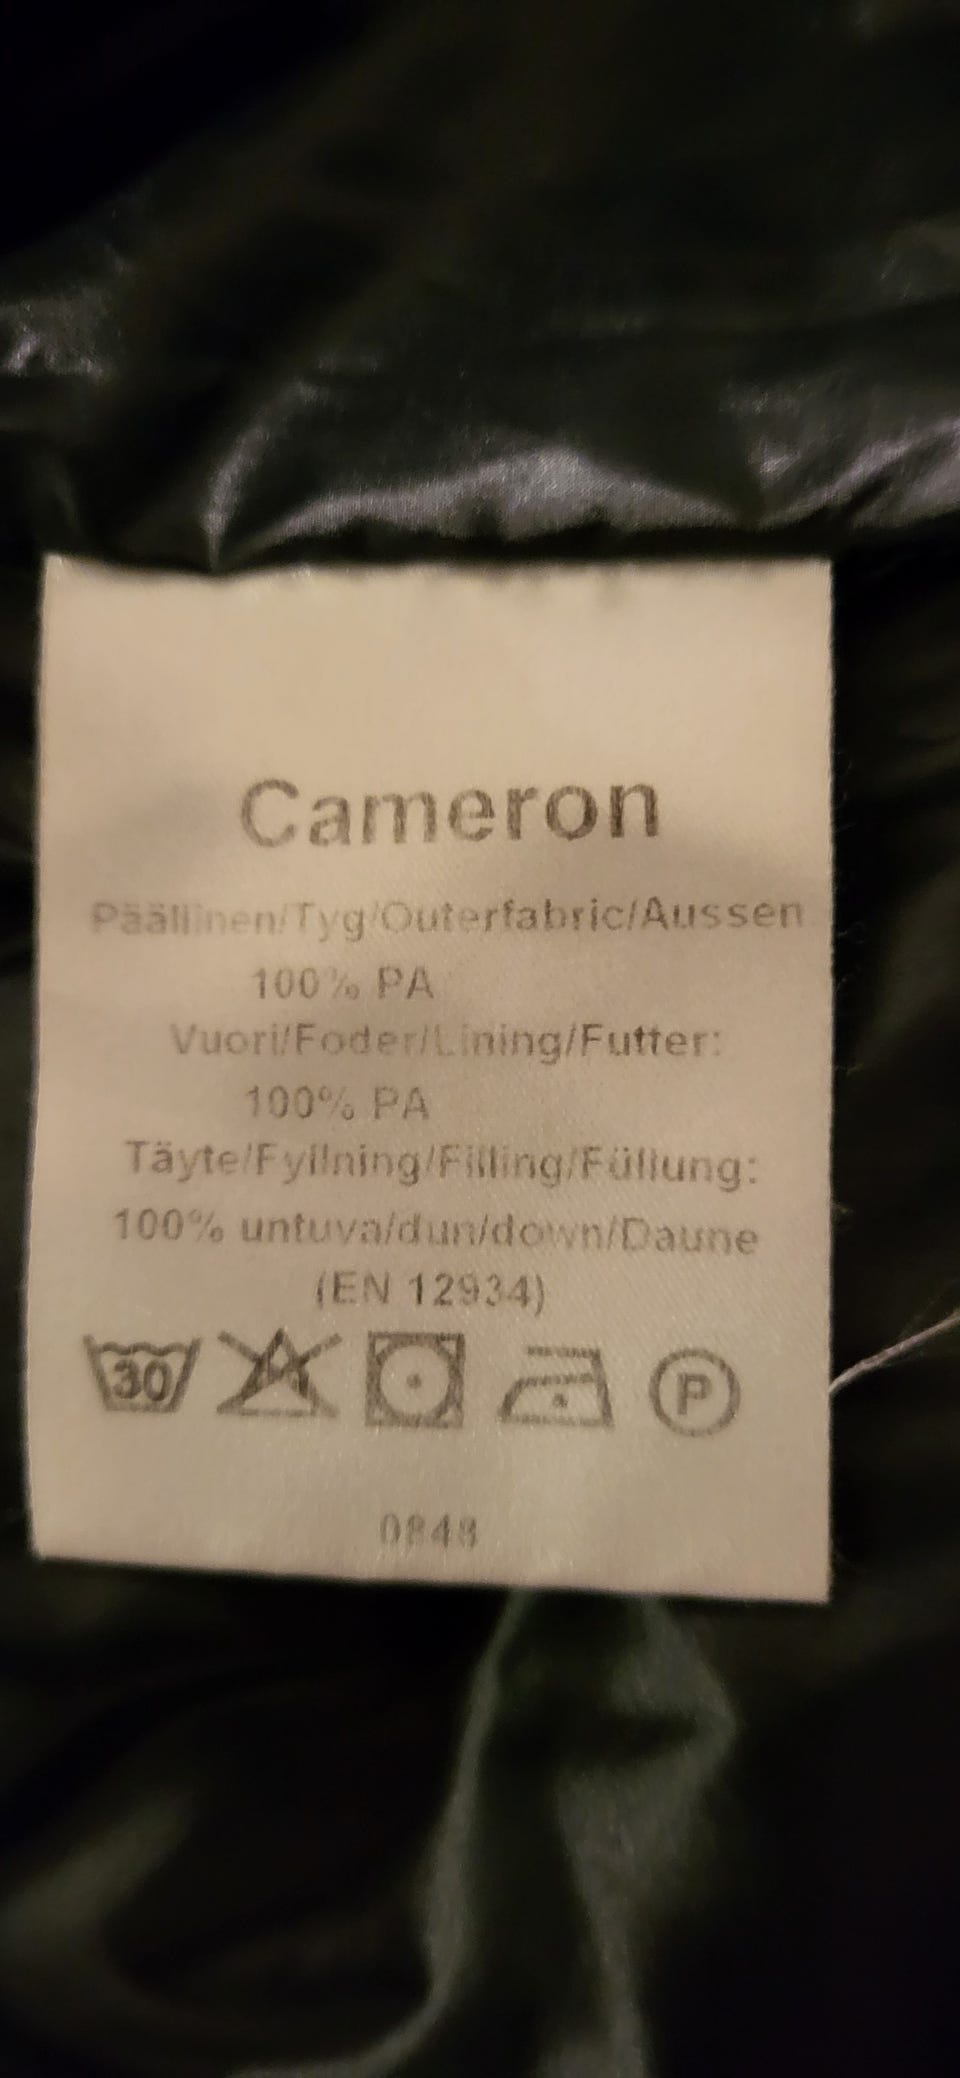 Cameron
Päällinen/Tyg/Outerfabric/Aussen
100% PA
Vuori/Foder/Lining/Futter:
100% PA
Täyte/Fyllning/Filling/Füllung:
100% untuva/dun/down/Daune
(EN 12934)
30 P
0848